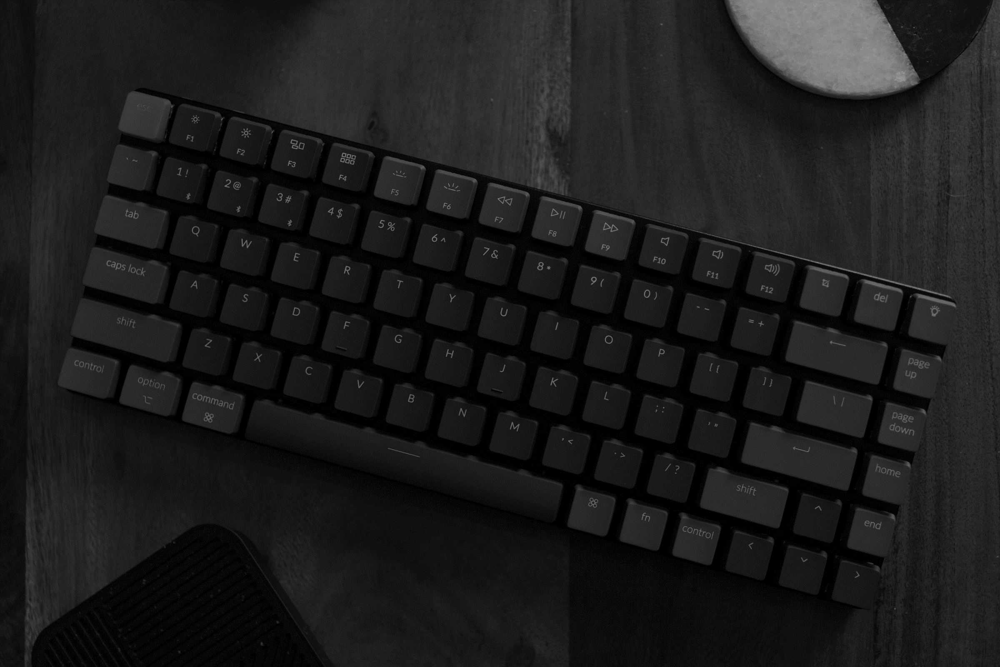 esc
F1
F2
F3
F4
F5
F6
F7
F8
F9
F10
F11
F12
del
` ~
1 !
2 @
3 #
4 $
5 %
6 ^
7 &
8 *
9 (
0 )
- -
= +
←
page
up
tab
Q
W
E
R
T
Y
U
I
O
P
[ {
] }
\ |
page
down
caps lock
A
S
D
F
G
H
J
K
L
; :
' "
home
shift
Z
X
C
V
B
N
M
, <
. >
/ ?
shift
^
end
control
option
⌥
command
⌘
⌘
fn
control
<
⌄
>